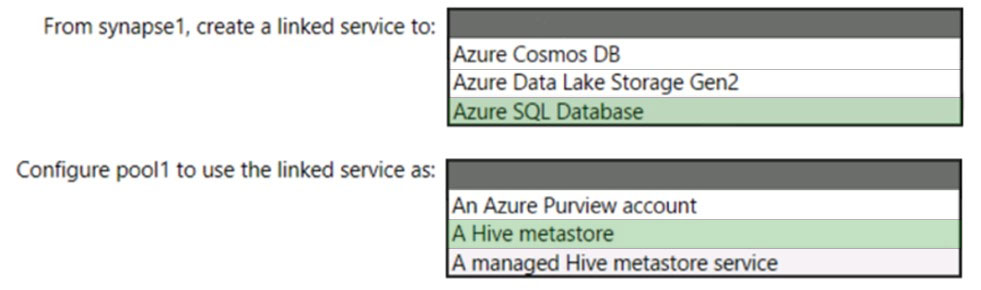 From synapse1, create a linked service to:
Azure Cosmos DB
Azure Data Lake Storage Gen2
Azure SQL Database
Configure pool1 to use the linked service as:
An Azure Purview account
A Hive metastore
A managed Hive metastore service